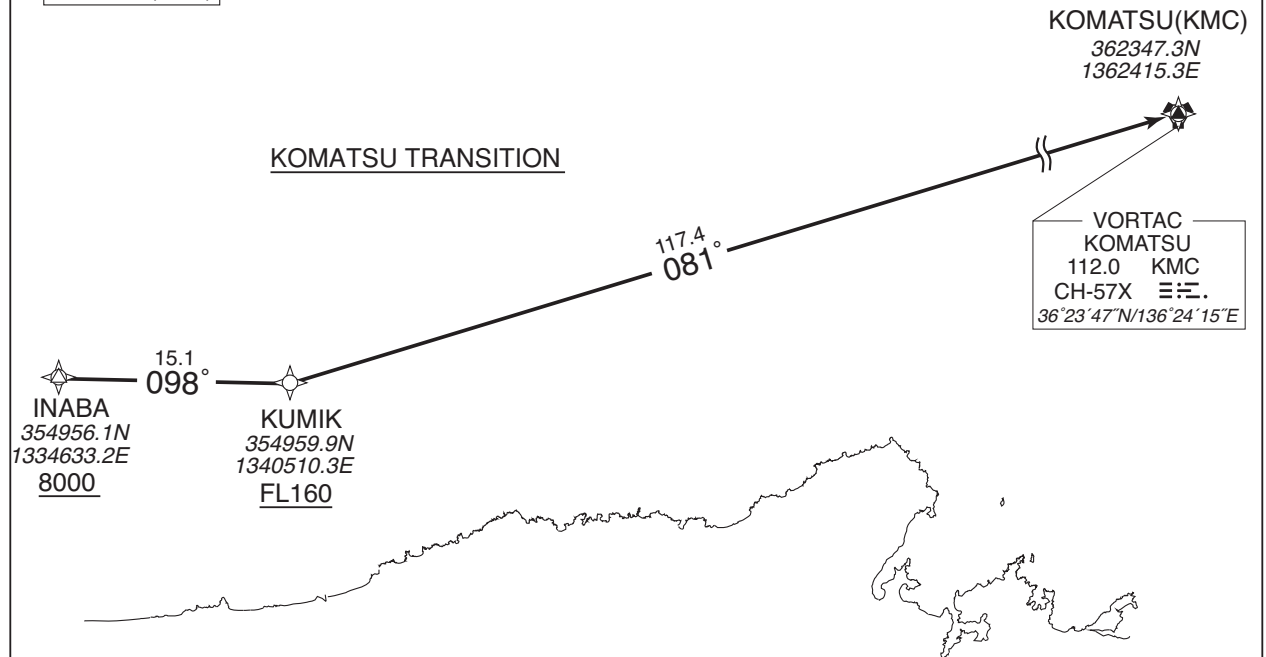 KOMATSU(KMC)
362347.3N
1362415.3E
KOMATSU TRANSITION
117.4
081°
VORTAC
KOMATSU
112.0 KMC
CH-57X
36°23´47˝N/136°24´15˝E
15.1
098°
INABA
354956.1N
1334633.2E
8000
KUMIK
354959.9N
1340510.3E
FL160